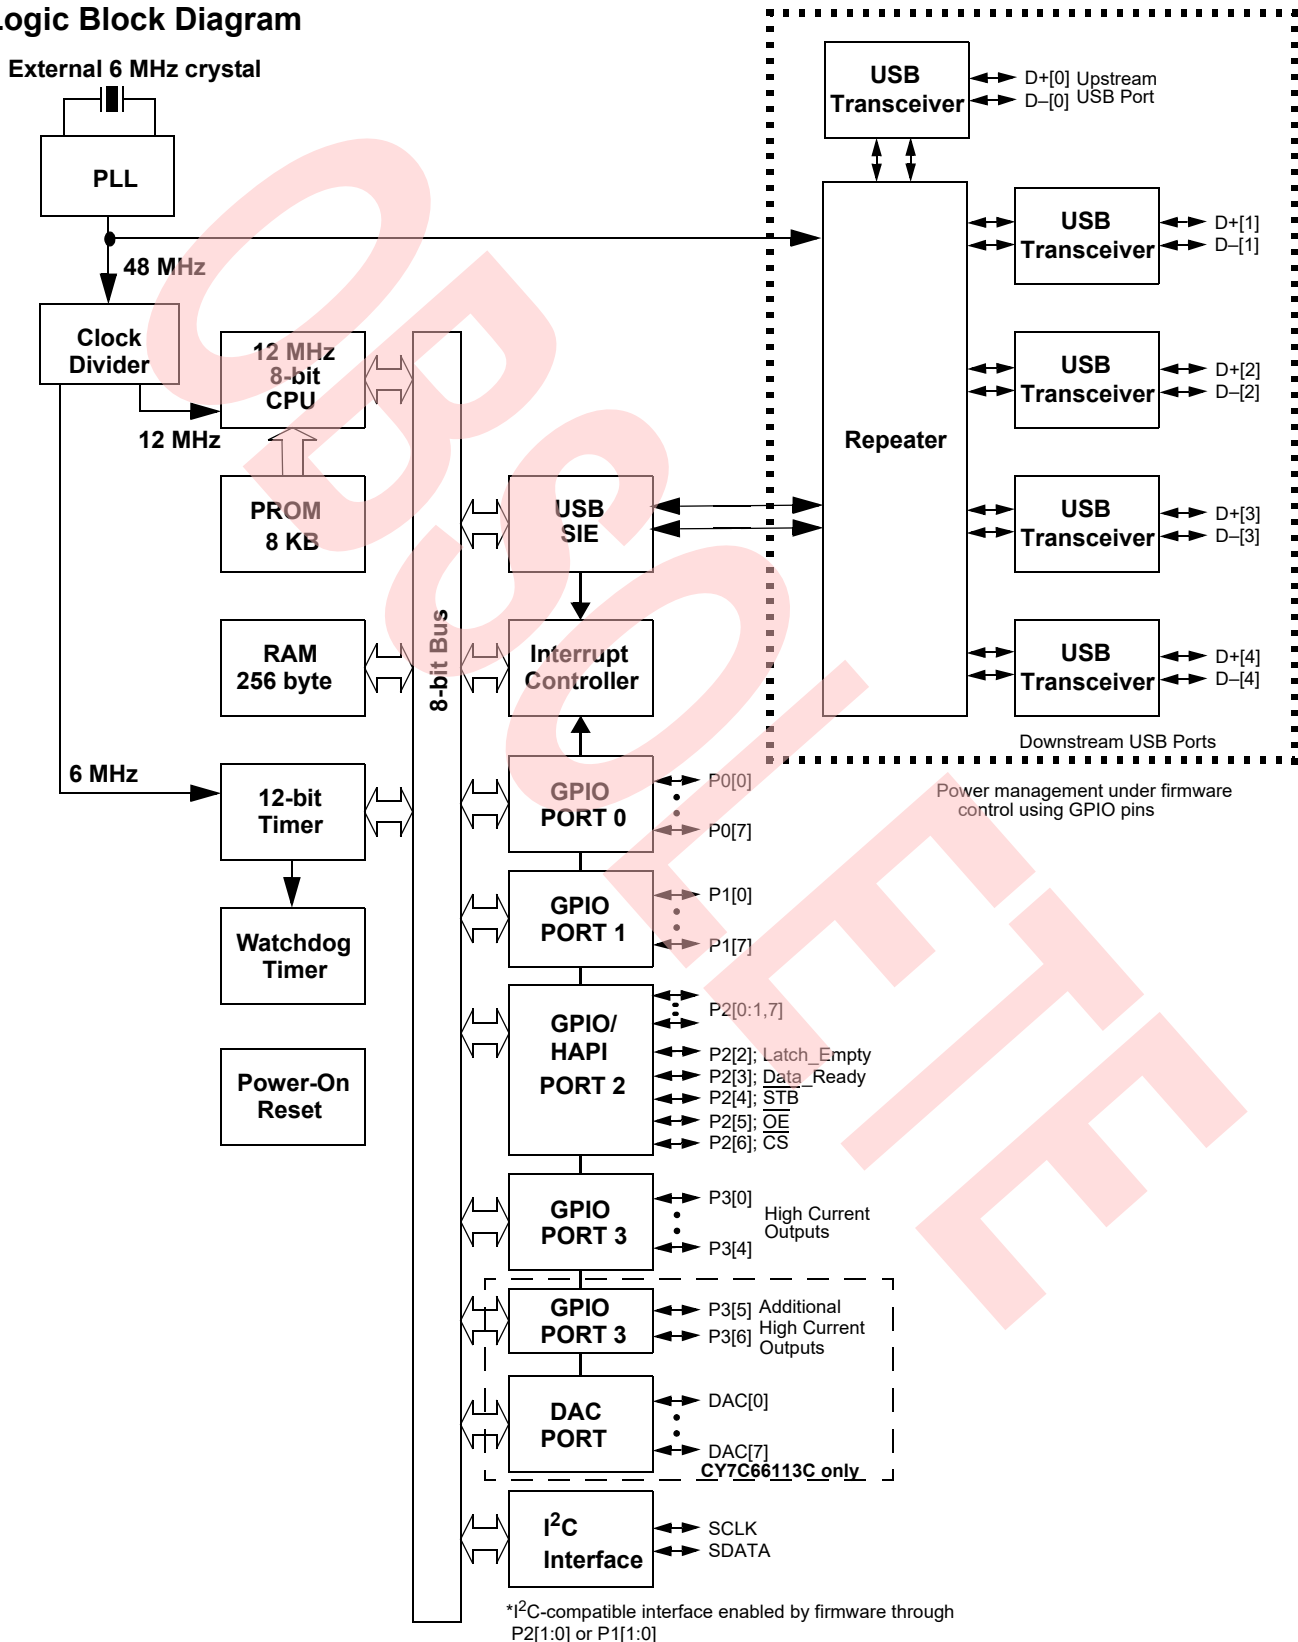 Logic Block Diagram
External 6 MHz crystal
PLL
48 MHz
Clock
Divider
12 MHz
8-bit
CPU
12 MHz
PROM
8 KB
RAM
256 byte
6 MHz
12-bit
Timer
Watchdog
Timer
Power-On
Reset
8-bit Bus
USB
SIE
Interrupt
Controller
GPIO
PORT 0
P0[0]
P0[7]
GPIO
PORT 1
P1[0]
P1[7]
GPIO/
HAPI
PORT 2
P2[0:1,7]
P2[2]; Latch_Empty
P2[3]; Data_Ready
P2[4]; STB
P2[5]; OE
P2[6]; CS
GPIO
PORT 3
P3[0]
P3[4]
High Current
Outputs
GPIO
PORT 3
P3[5]
P3[6]
Additional
High Current
Outputs
DAC
PORT
DAC[0]
DAC[7]
CY7C66113C only
I2C
Interface
SCLK
SDATA
*I2C-compatible interface enabled by firmware through
P2[1:0] or P1[1:0]
USB
Transceiver
D+[0]
D–[0]
Upstream
USB Port
Repeater
USB
Transceiver
D+[1]
D–[1]
USB
Transceiver
D+[2]
D–[2]
USB
Transceiver
D+[3]
D–[3]
USB
Transceiver
D+[4]
D–[4]
Downstream USB Ports
Power management under firmware
control using GPIO pins
OBSOLETE